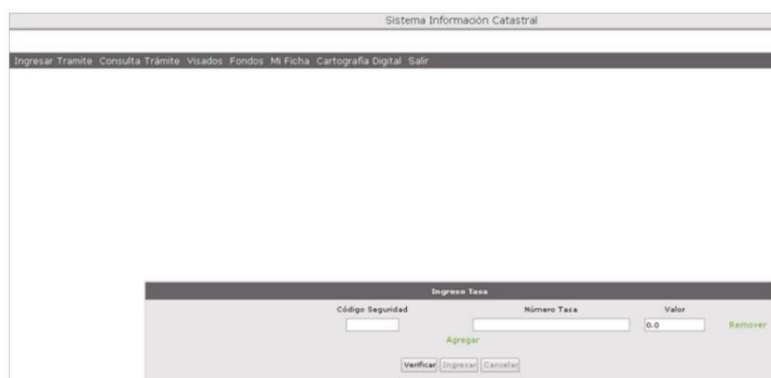 Sistema Información Catastral
Ingresar Tramite Consulta Trámite Visados Fondos Mi Ficha Cartografía Digital Salir
Ingreso Tasa
Código Seguridad Número Tasa Valor
0.0 Remover
Agregar
Verificar Ingresar Cancelar